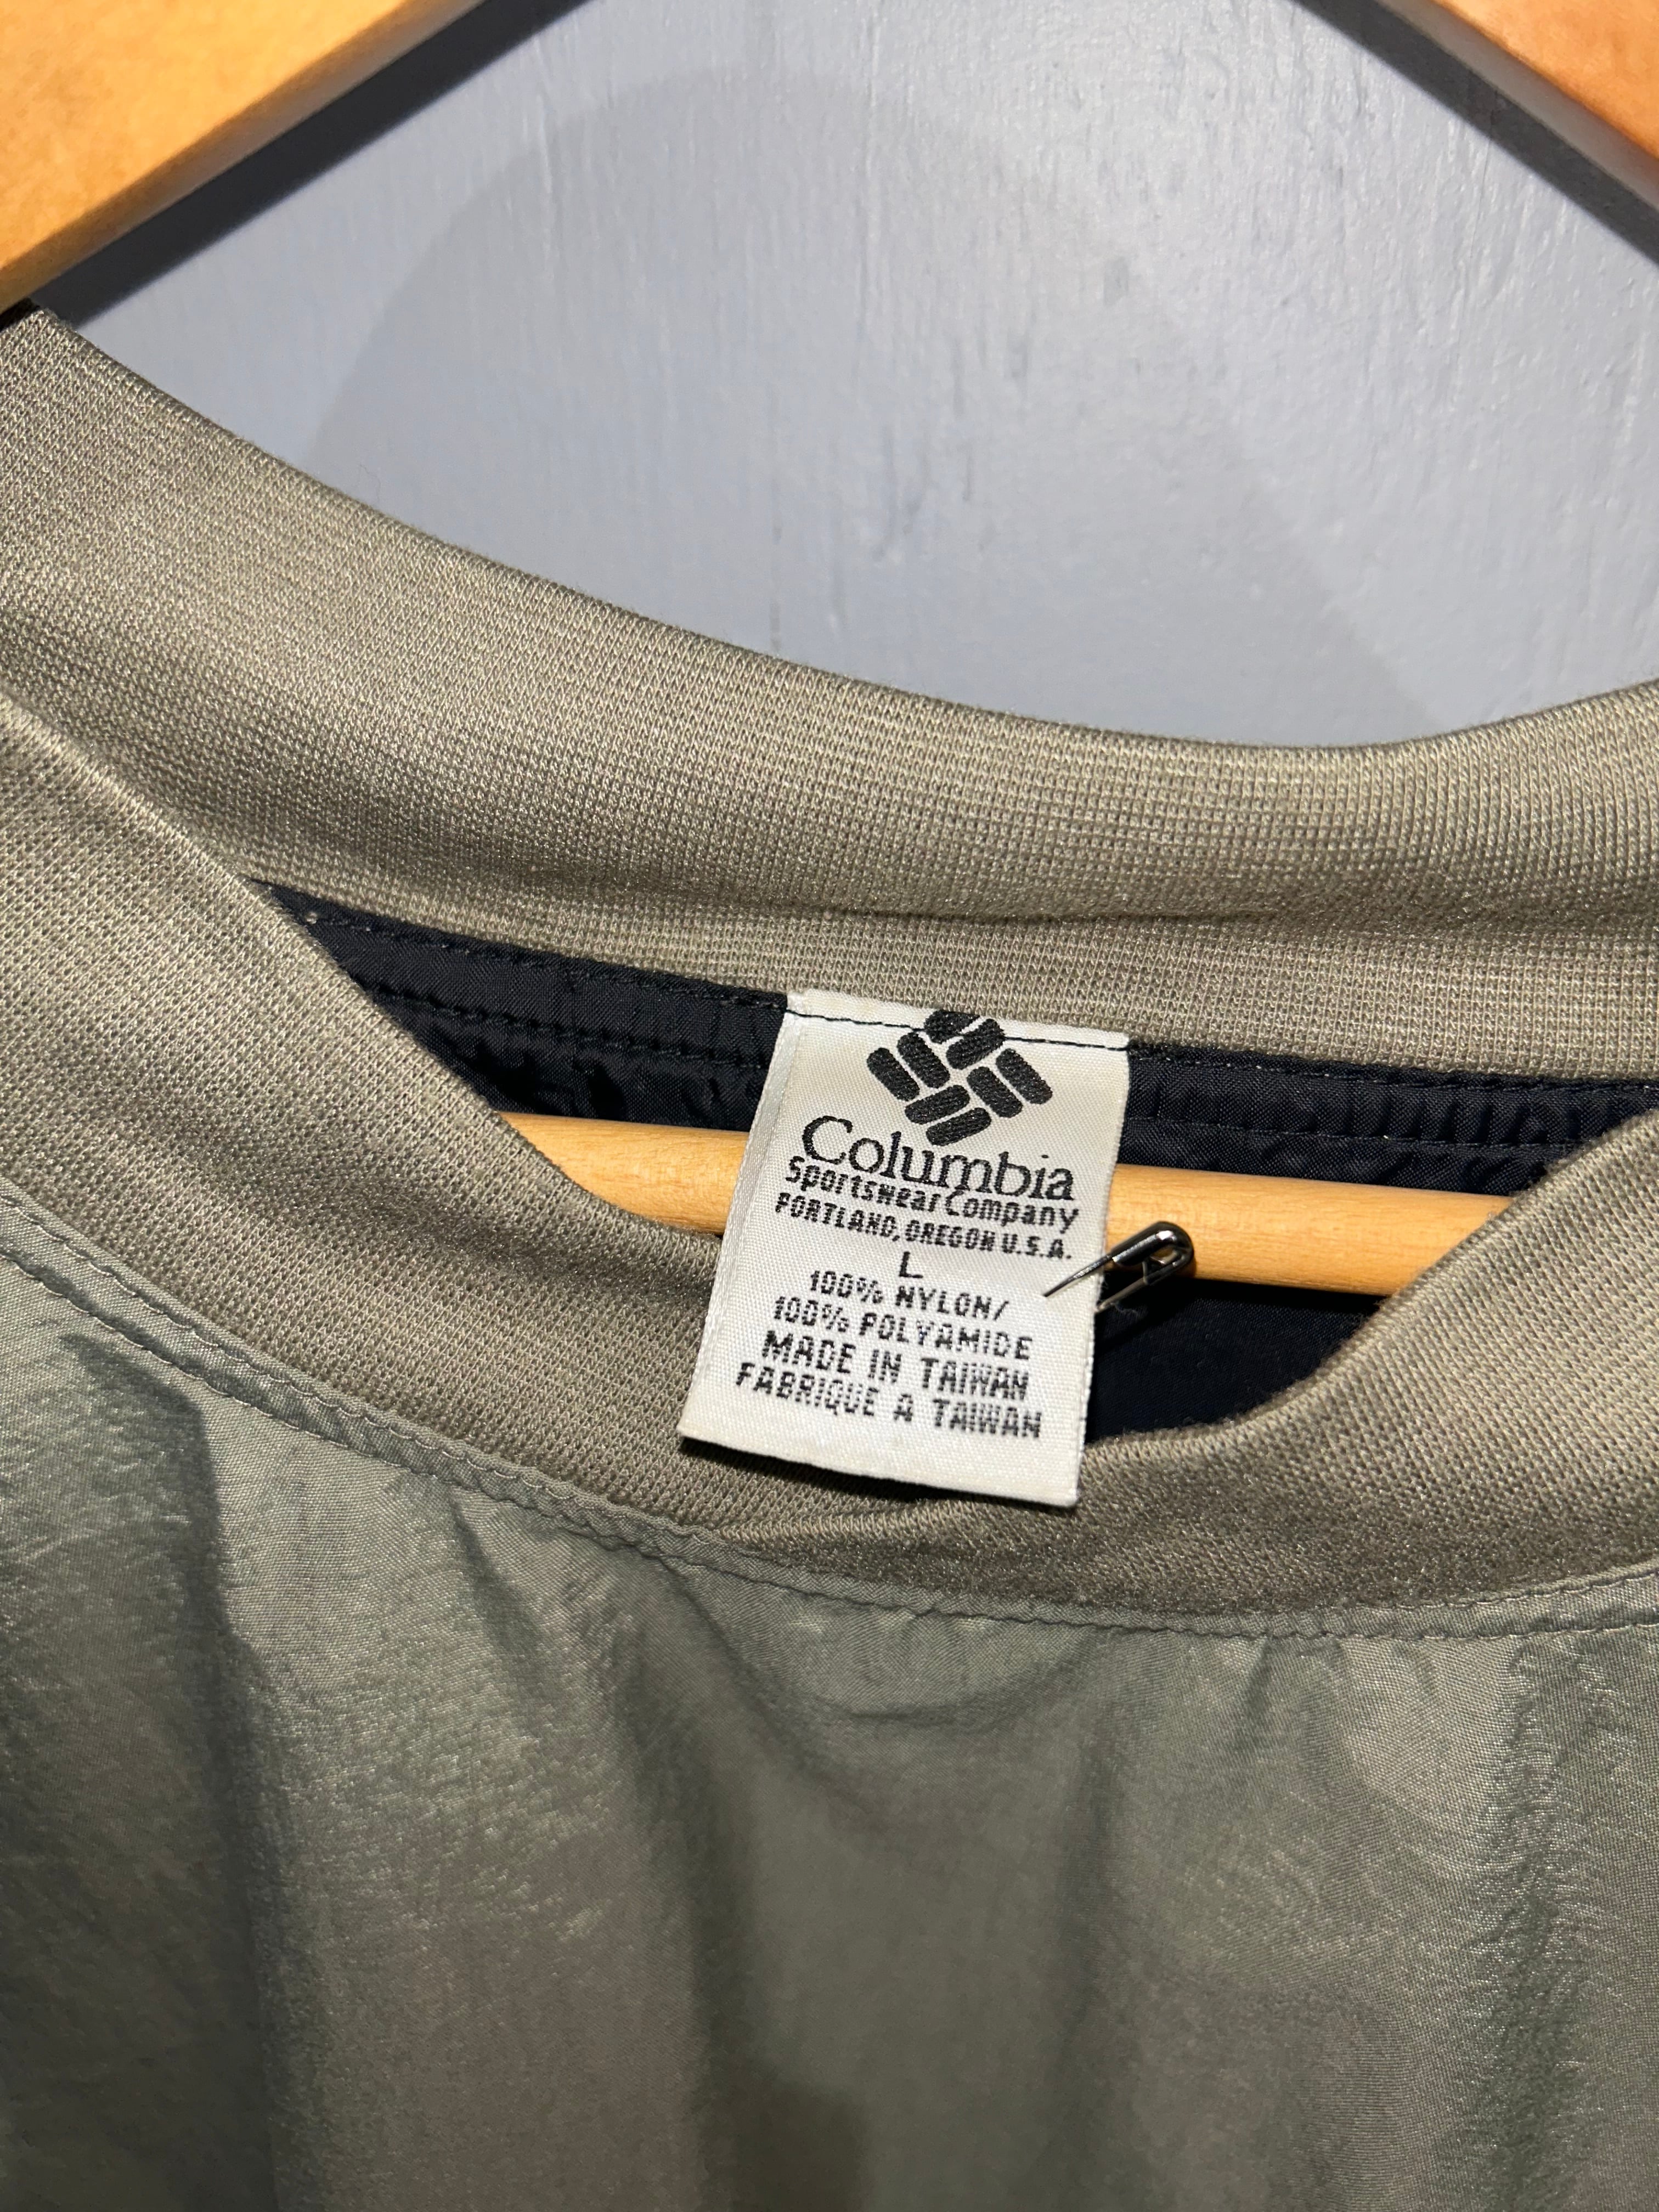 Columbia
Sportswear Company
PORTLAND, OREGON U.S.A.
L
100% NYLON/
100% POLYAMIDE
MADE IN TAIWAN
FABRIQUE A TAIWAN